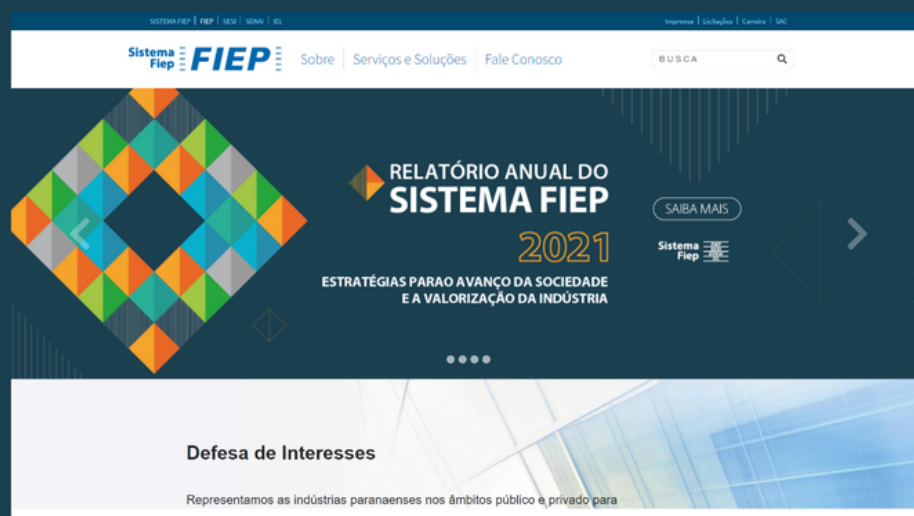 SISTEMA FIEP | FIEP | SESI | SENAI | IEL
Imprensa | Licitações | Carreira | SAC
Sistema Fiep FIEP
Sobre | Serviços e Soluções | Fale Conosco
BUSCA
RELATÓRIO ANUAL DO
SISTEMA FIEP
2021
ESTRATÉGIAS PARAO AVANÇO DA SOCIEDADE
E A VALORIZAÇÃO DA INDÚSTRIA
SAIBA MAIS
Sistema
Fiep
Defesa de Interesses
Representamos as indústrias paranaenses nos âmbitos público e privado para